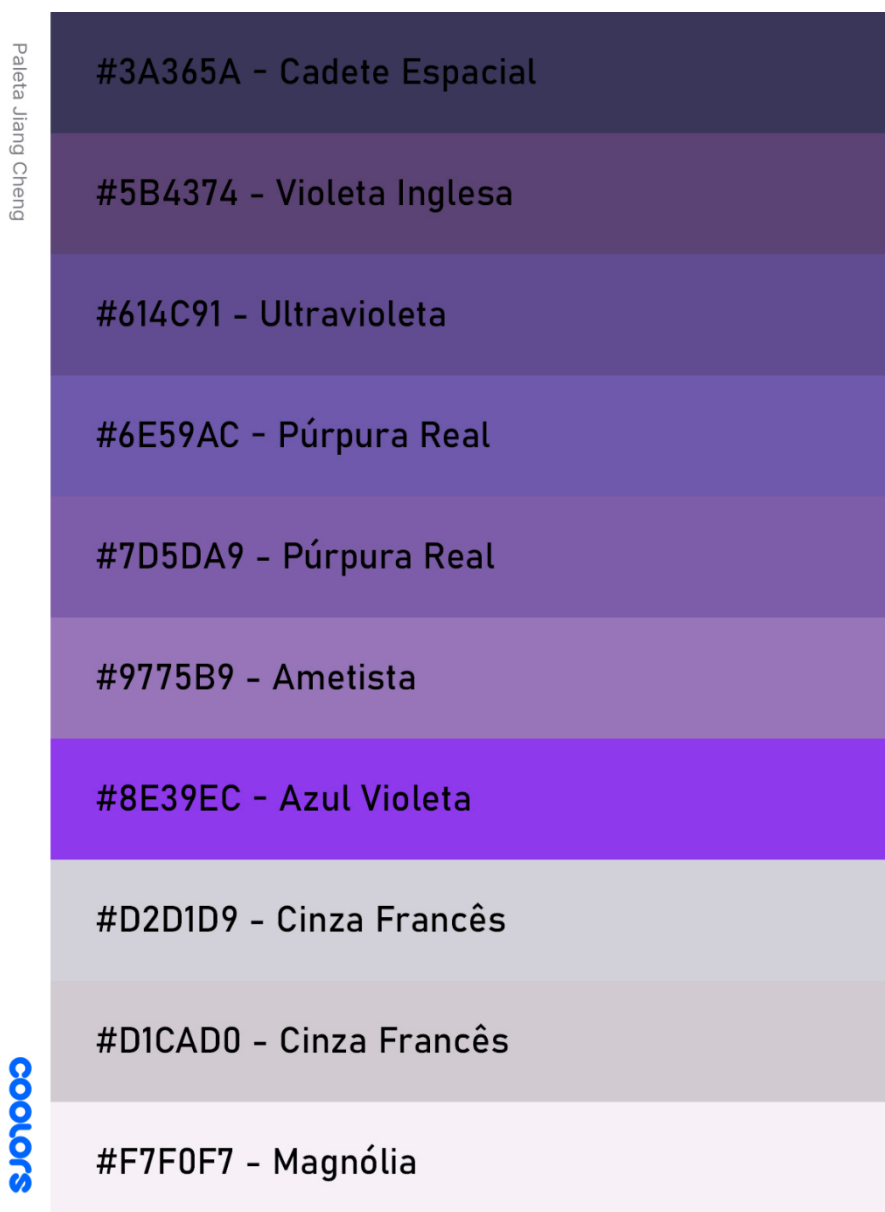 Paleta Jiang Cheng
#3A365A - Cadete Espacial
#5B4374 - Violeta Inglesa
#614C91 - Ultravioleta
#6E59AC - Púrpura Real
#7D5DA9 - Púrpura Real
#9775B9 - Ametista
#8E39EC - Azul Violeta
#D2D1D9 - Cinza Francês
#D1CAD0 - Cinza Francês
#F7F0F7 - Magnólia
coolors